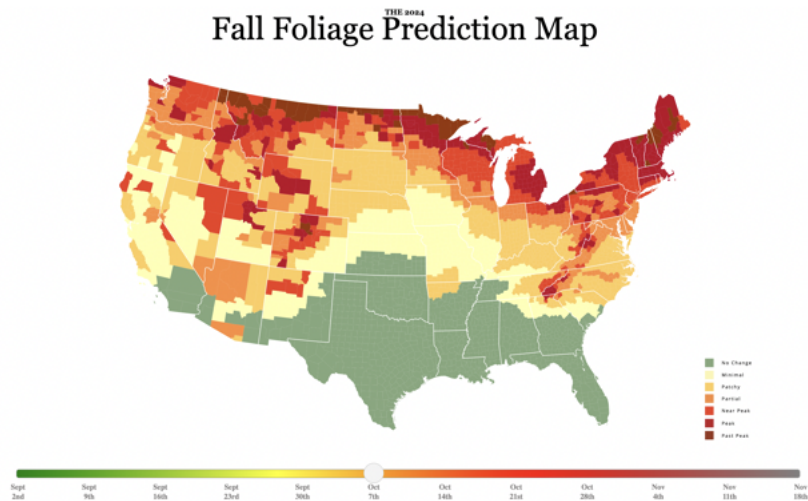 THE 2024
Fall Foliage Prediction Map
No Change
Minimal
Patchy
Partial
Near Peak
Peak
Past Peak
Sept 2nd
Sept 9th
Sept 16th
Sept 23rd
Sept 30th
Oct 7th
Oct 14th
Oct 21st
Oct 28th
Nov 4th
Nov 11th
Nov 18th